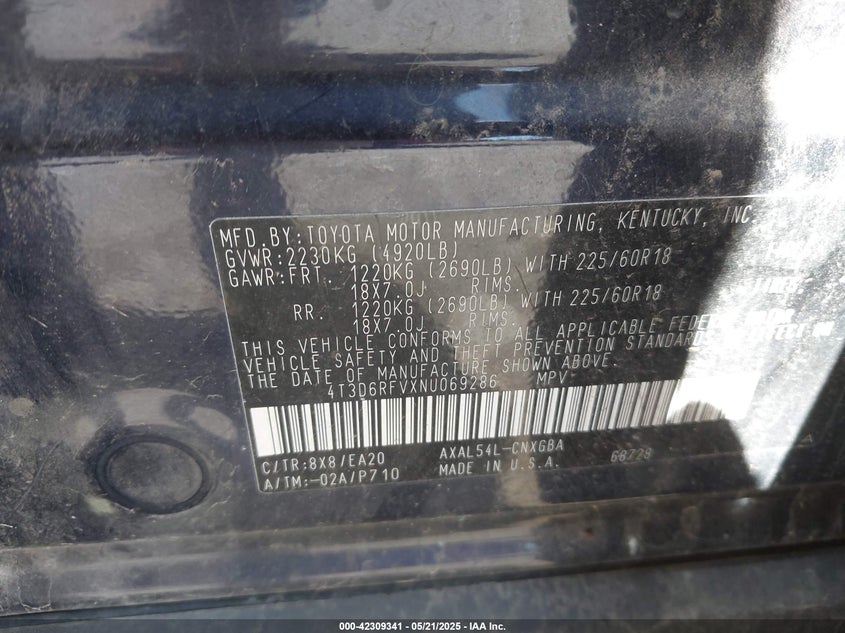 MFD.BY:TOYOTA MOTOR MANUFACTURING, KENTUCKY, INC.
GVWR:2230KG (4920LB)
GAWR:FRT. 1220KG (2690LB) WITH 225/60R18
18X7.0J RIMS.
RR. 1220KG (2690LB) WITH 225/60R18
18X7.0J RIMS.
THIS VEHICLE CONFORMS TO ALL APPLICABLE
VEHICLE SAFETY AND THEFT PREVENTION STANDARDS
THE DATE OF MANUFACTURE SHOWN ABOVE.
4T3D6RFVXNU069286 MPV
C/TR:8X8/EA20 AXAL54L-CNXGBA 68728
A/TM:-02A/P710 MADE IN U.S.A.
000-42309341 | 05/21/2025 | IAA Inc.